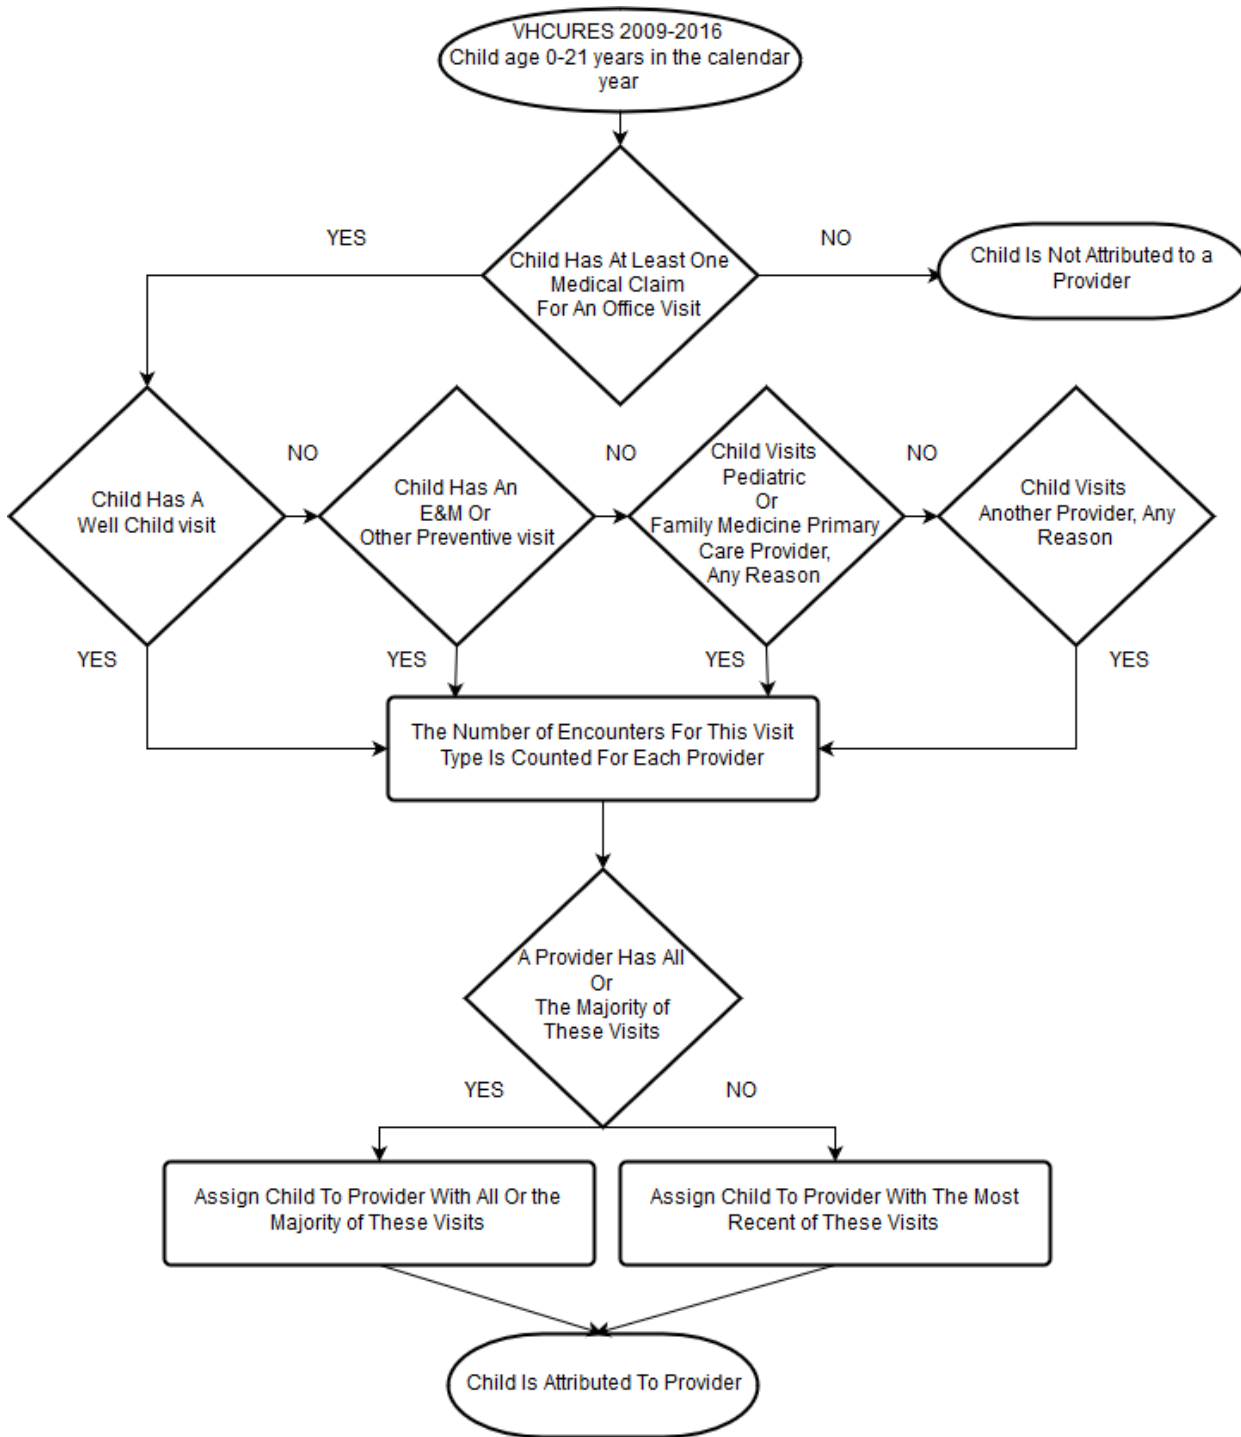 VHCURES 2009-2016
Child age 0-21 years in the calendar
year
YES
NO
Child Has At Least One
Medical Claim
For An Office Visit
Child Is Not Attributed to a
Provider
Child Has A
Well Child visit
NO
Child Has An
E&M Or
Other Preventive visit
NO
Child Visits
Pediatric
Or
Family Medicine Primary
Care Provider,
Any Reason
NO
Child Visits
Another Provider, Any
Reason
YES
YES
YES
YES
The Number of Encounters For This Visit
Type Is Counted For Each Provider
A Provider Has All
Or
The Majority of
These Visits
YES
NO
Assign Child To Provider With All Or the
Majority of These Visits
Assign Child To Provider With The Most
Recent of These Visits
Child Is Attributed To Provider